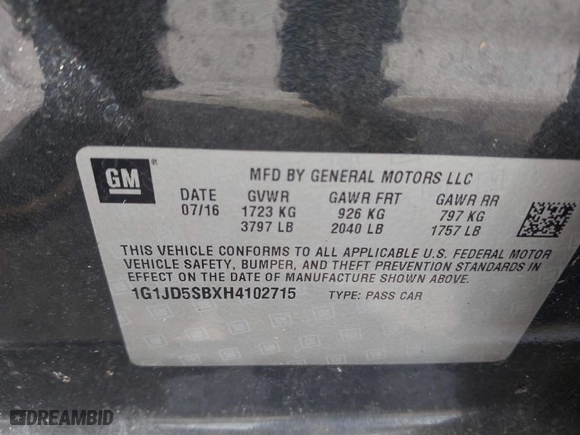 GM ®
MFD BY GENERAL MOTORS LLC
DATE GVWR GAWR FRT GAWR RR
07/16 1723 KG 926 KG 797 KG
3797 LB 2040 LB 1757 LB
THIS VEHICLE CONFORMS TO ALL APPLICABLE U.S. FEDERAL MOTOR
VEHICLE SAFETY, BUMPER, AND THEFT PREVENTION STANDARDS IN
EFFECT ON THE DATE OF MANUFACTURE SHOWN ABOVE.
1G1JD5SBXH4102715 TYPE: PASS CAR
DREAMBID